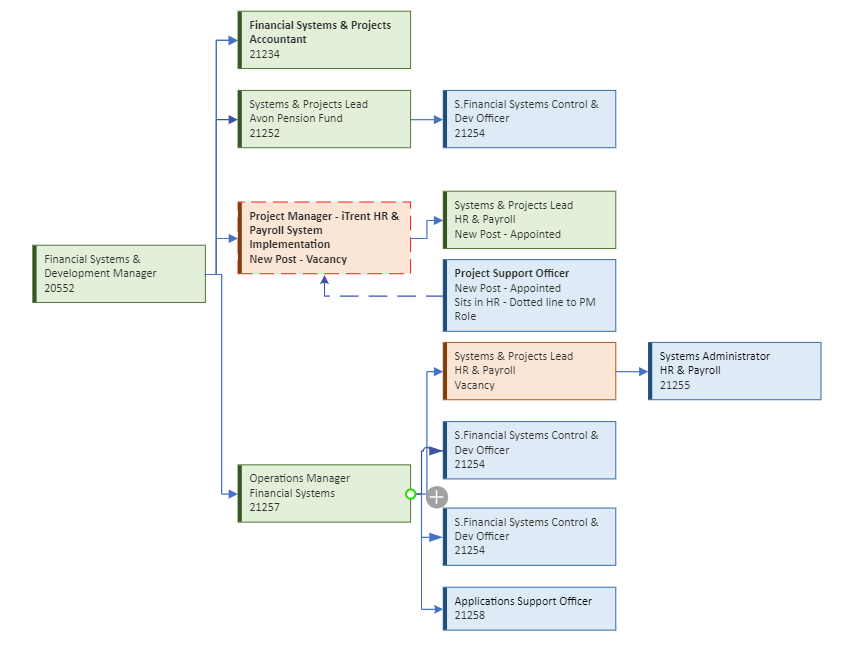 Financial Systems & Projects
Accountant
21234
Systems & Projects Lead
Avon Pension Fund
21252
S.Financial Systems Control &
Dev Officer
21254
Project Manager - iTrent HR &
Payroll System
Implementation
New Post - Vacancy
Systems & Projects Lead
HR & Payroll
New Post - Appointed
Financial Systems &
Development Manager
20552
Project Support Officer
New Post - Appointed
Sits in HR - Dotted line to PM
Role
Systems & Projects Lead
HR & Payroll
Vacancy
Systems Administrator
HR & Payroll
21255
S.Financial Systems Control &
Dev Officer
21254
Operations Manager
Financial Systems
21257
S.Financial Systems Control &
Dev Officer
21254
Applications Support Officer
21258